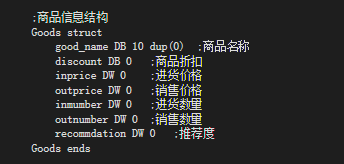 ;商品信息结构
Goods struct
good_name DB 10 dup(0) ;商品名称
discount DB 0 ;商品折扣
inprice DW 0 ;进货价格
outprice DW 0 ;销售价格
inmumber DW 0 ;进货数量
outnumber DW 0 ;销售数量
recommdation DW 0 ;推荐度
Goods ends